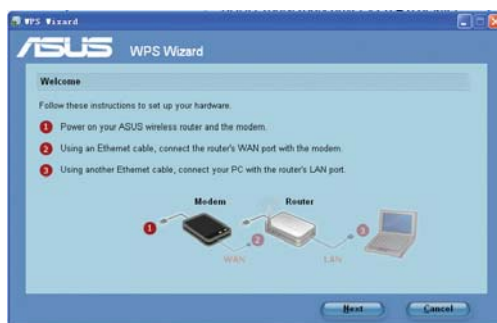 WPS Wizard
ASUS WPS Wizard
Welcome
Follow these instructions to set up your hardware.
1 Power on your ASUS wireless router and the modem.
2 Using an Ethernet cable, connect the router's WAN port with the modem.
3 Using another Ethernet cable, connect your PC with the router's LAN port.
Modem Router
1 2 3
WAN LAN
Next Cancel